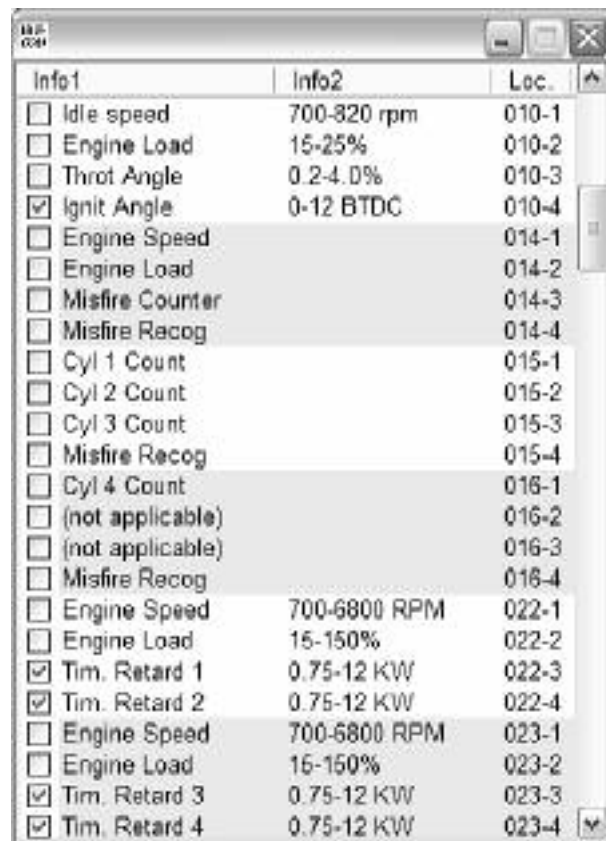 Info1 Info2 Loc.
Idle speed 700-820 rpm 010-1
Engine Load 15-25% 010-2
Throt Angle 0.2-4.0% 010-3
Ignit Angle 0-12 BTDC 010-4
Engine Speed 014-1
Engine Load 014-2
Misfire Counter 014-3
Misfire Recog 014-4
Cyl 1 Count 015-1
Cyl 2 Count 015-2
Cyl 3 Count 015-3
Misfire Recog 015-4
Cyl 4 Count 016-1
(not applicable) 016-2
(not applicable) 016-3
Misfire Recog 016-4
Engine Speed 700-6800 RPM 022-1
Engine Load 15-150% 022-2
Tim. Retard 1 0.75-12 KW 022-3
Tim. Retard 2 0.75-12 KW 022-4
Engine Speed 700-6800 RPM 023-1
Engine Load 15-150% 023-2
Tim. Retard 3 0.75-12 KW 023-3
Tim. Retard 4 0.75-12 KW 023-4